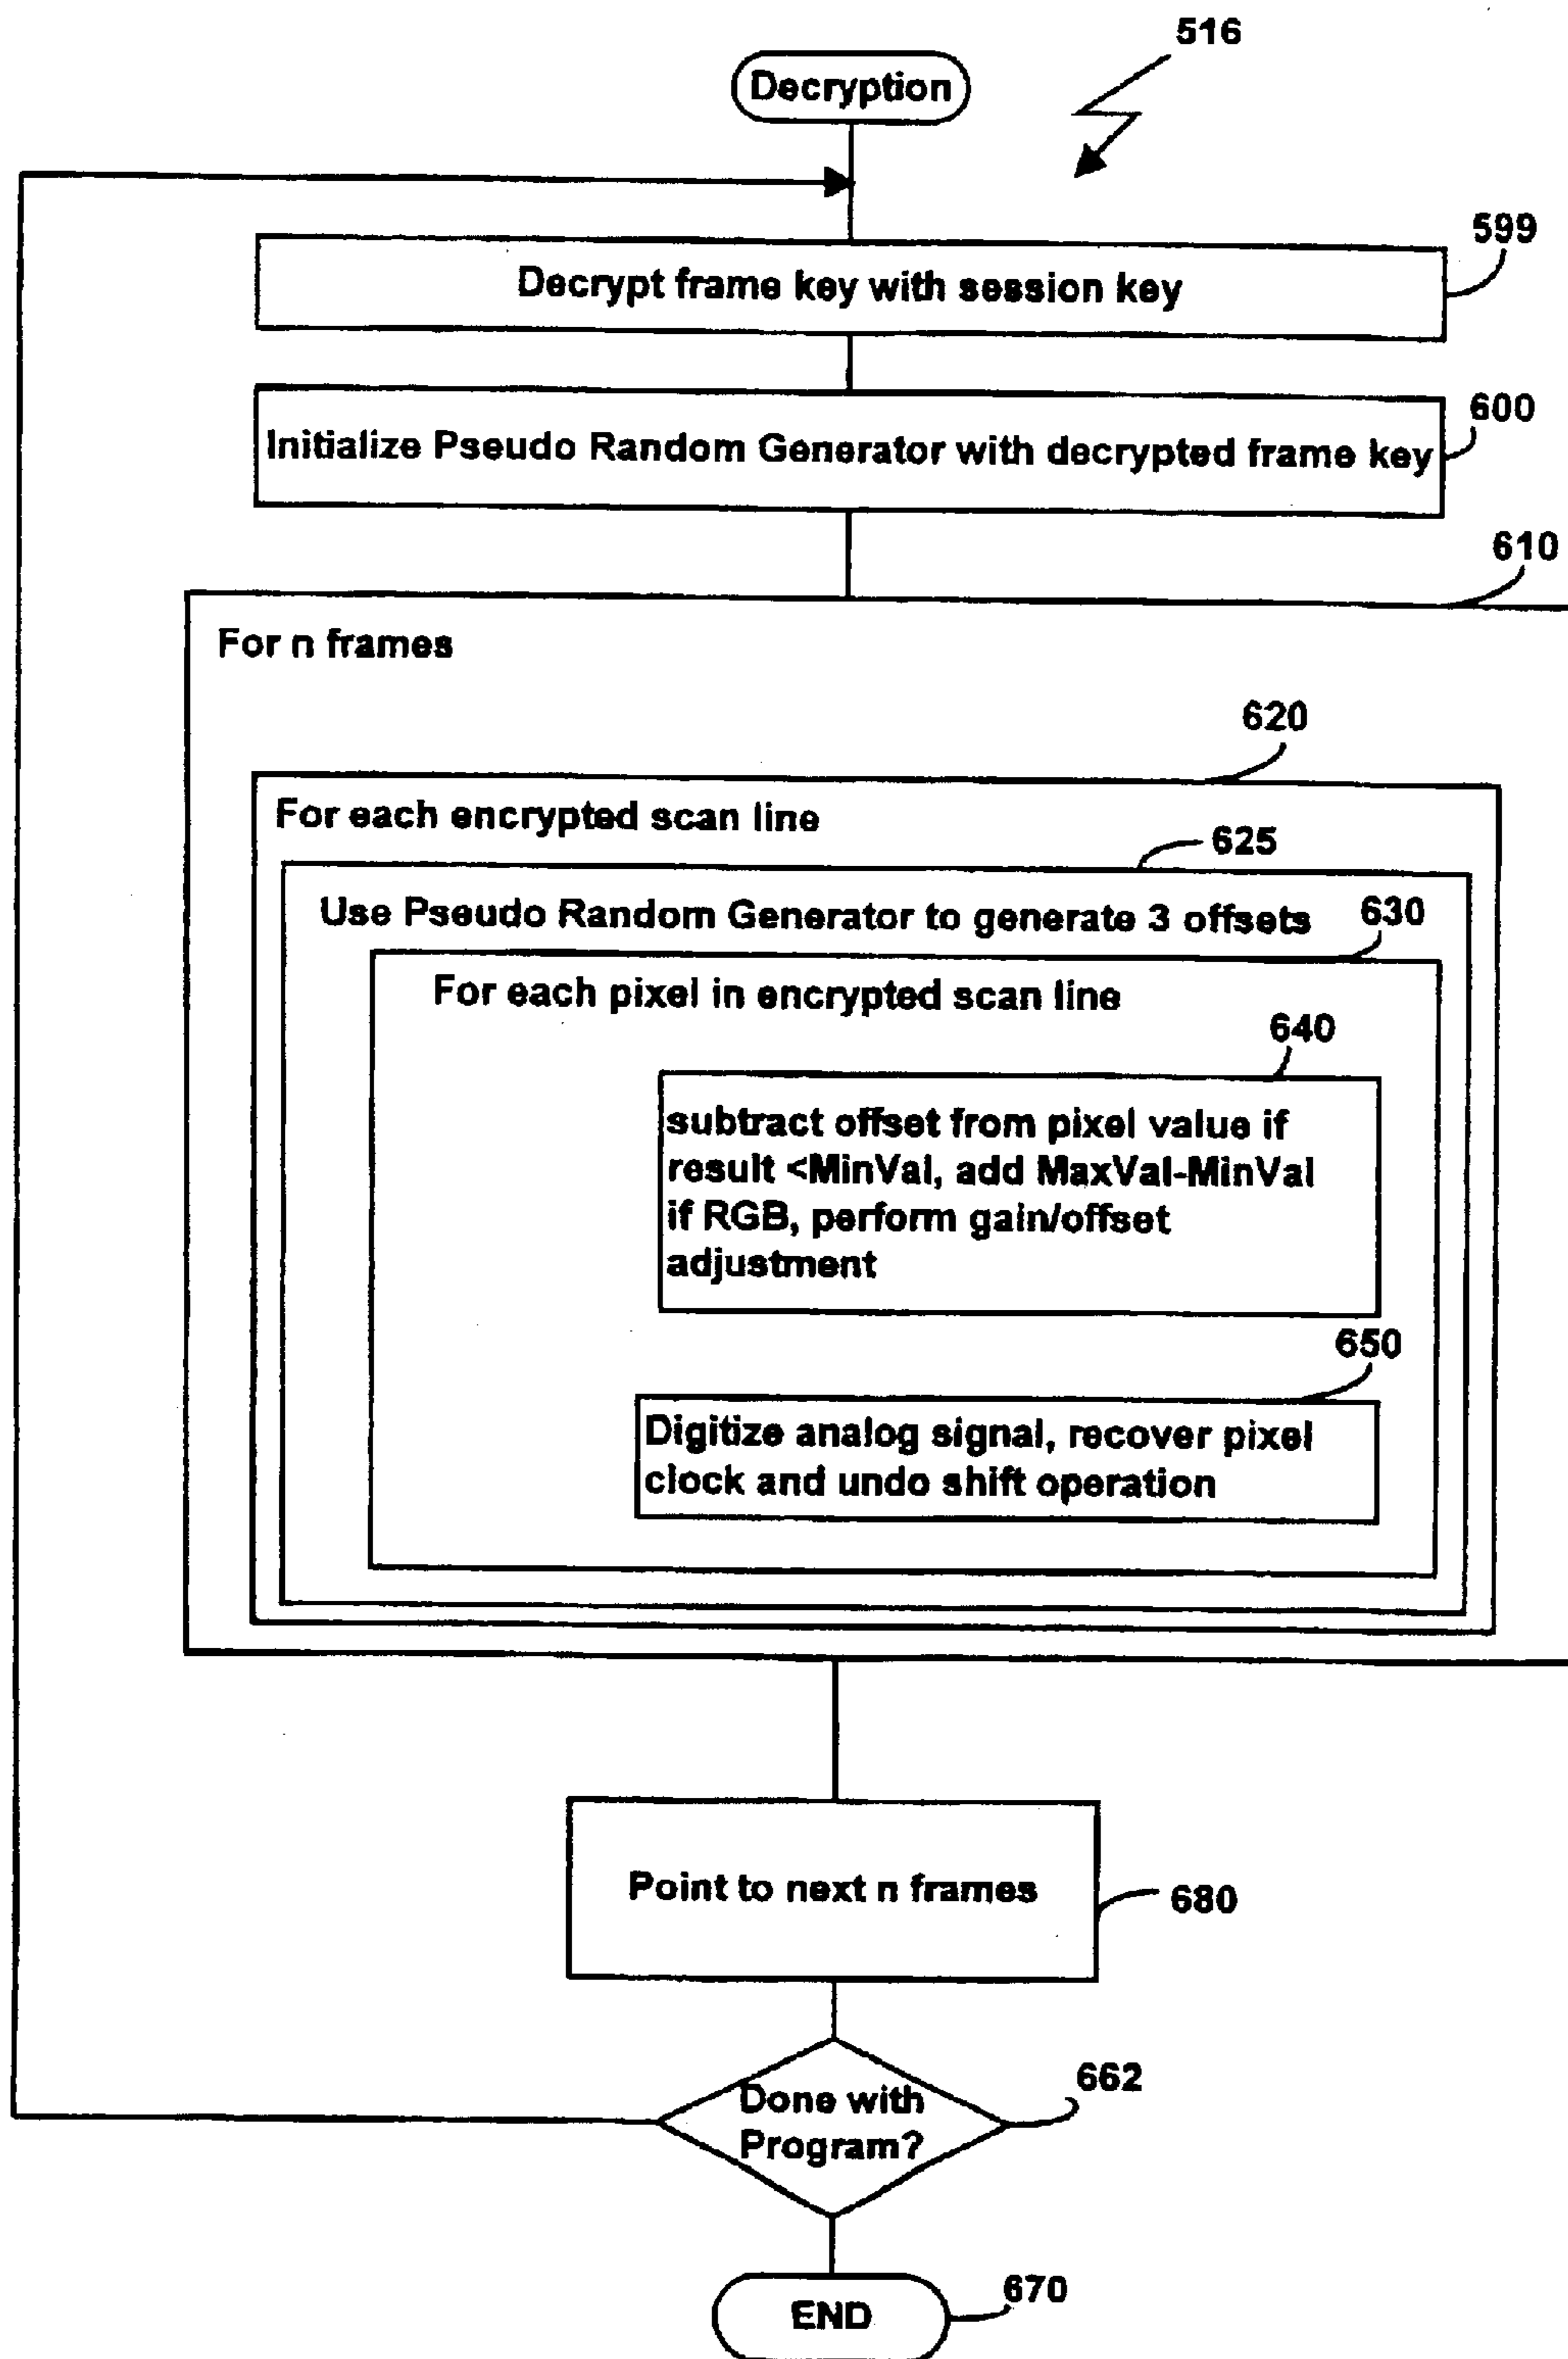 516
Decryption
599
Decrypt frame key with session key
600
Initialize Pseudo Random Generator with decrypted frame key
610
For n frames
620
For each encrypted scan line
625
Use Pseudo Random Generator to generate 3 offsets
630
For each pixel in encrypted scan line
640
subtract offset from pixel value if
result <MinVal, add MaxVal-MinVal
if RGB, perform gain/offset
adjustment
650
Digitize analog signal, recover pixel
clock and undo shift operation
Point to next n frames
680
662
Done with
Program?
670
END